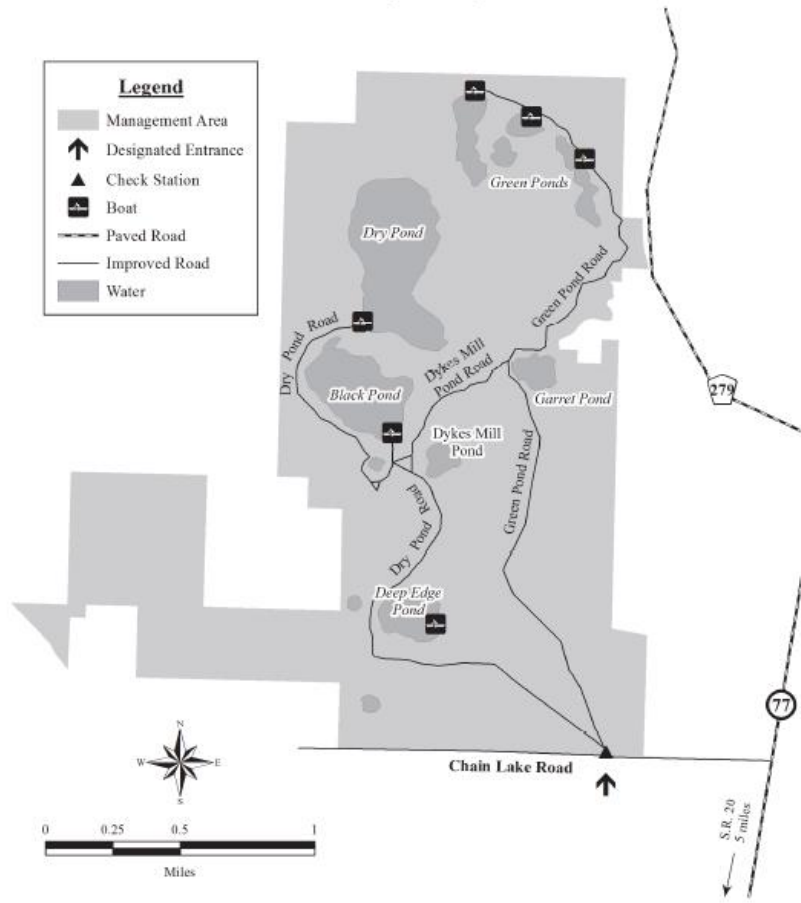 Legend
Management Area
Designated Entrance
Check Station
Boat
Paved Road
Improved Road
Water
Green Ponds
Dry Pond
Green Pond Road
Dry Pond Road
Dykes Mill
Pond Road
279
Black Pond
Garret Pond
Dykes Mill
Pond
Green Pond Road
Dry Pond Road
Deep Edge
Pond
77
N
W
E
S
Chain Lake Road
S.R. 20
5 miles
0
0.25
0.5
1
Miles